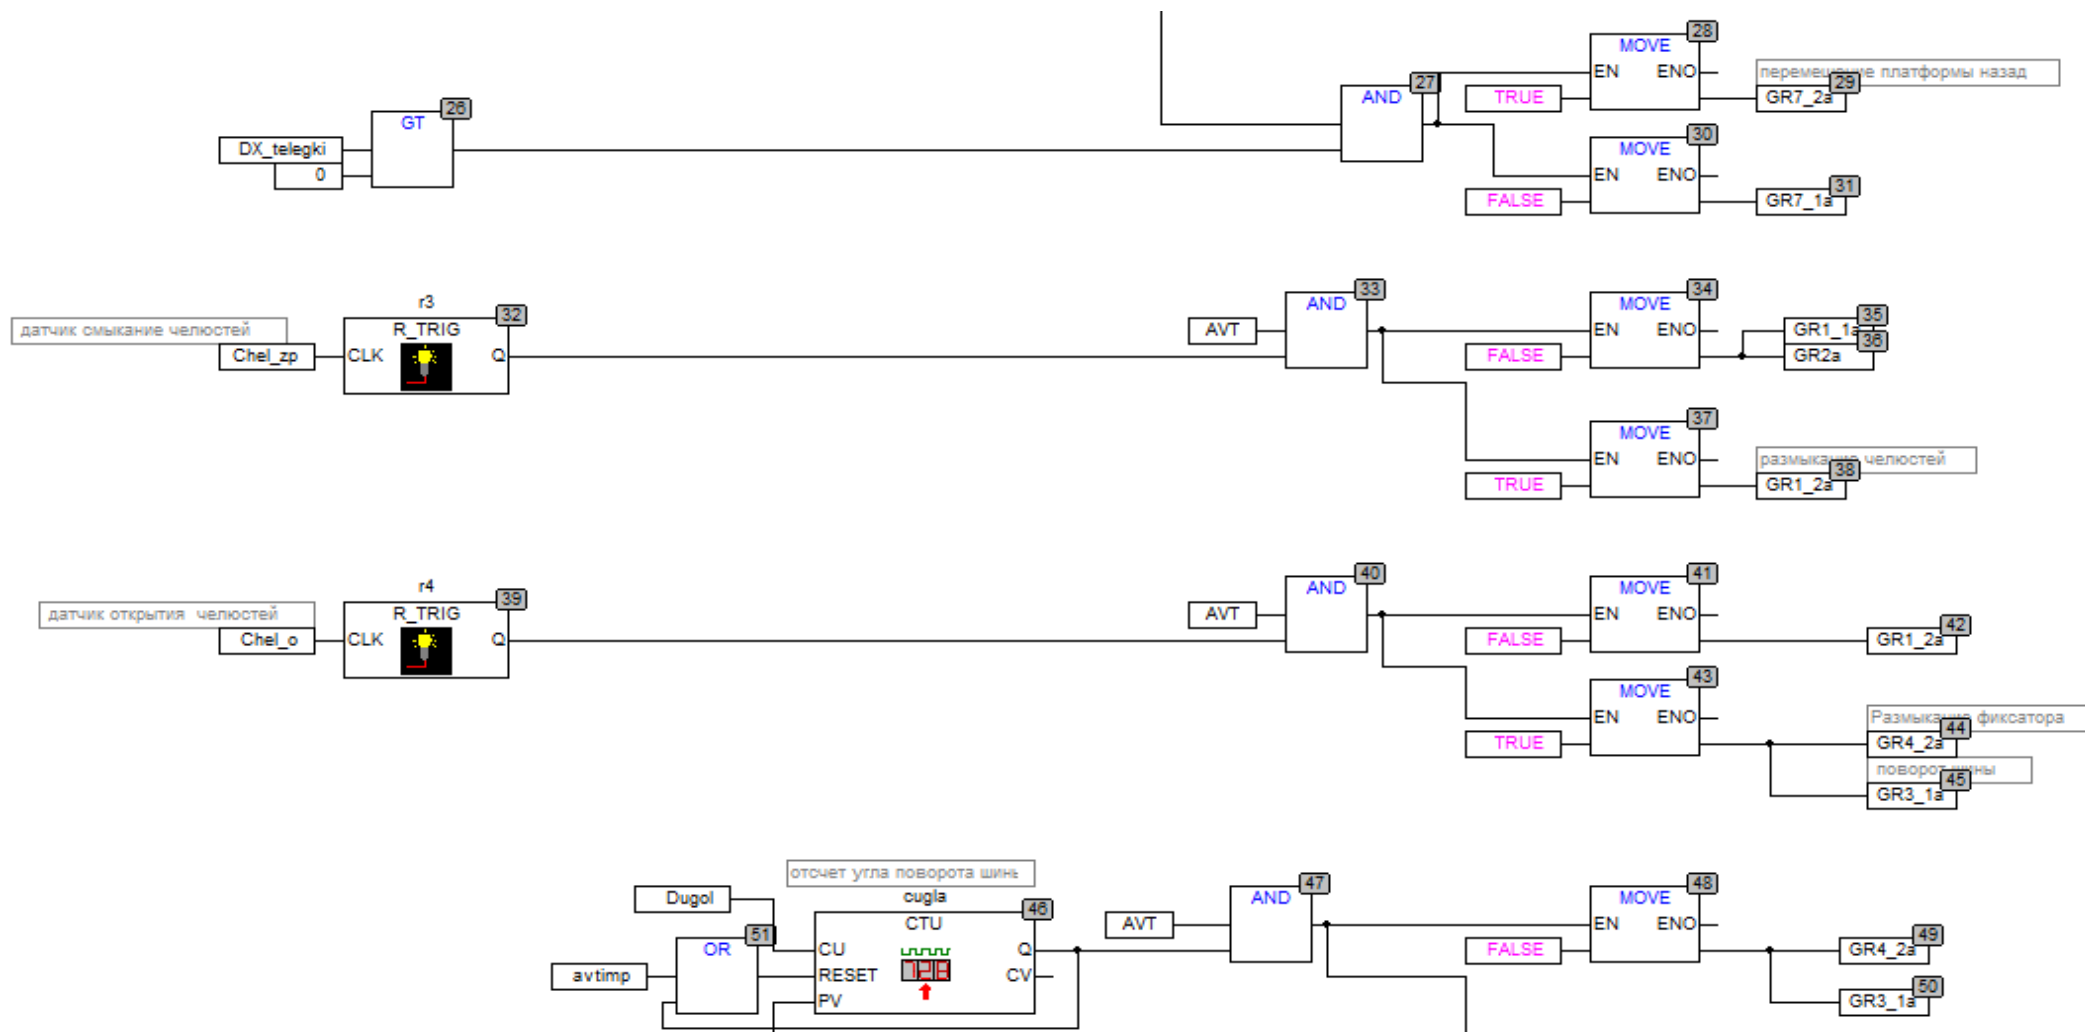 28
MOVE
EN ENO
перемещение платформы назад
27
AND
TRUE
29
GR7_2a
26
GT
DX_telegki
0
30
MOVE
EN ENO
FALSE
31
GR7_1a
r3
32
R_TRIG
датчик смыкание челюстей
Chel_zp
CLK Q
33
AND
AVT
34
MOVE
EN ENO
FALSE
35
GR1_1a
36
GR2a
37
MOVE
EN ENO
размыкание челюстей
TRUE
38
GR1_2a
r4
39
R_TRIG
датчик открытия челюстей
Chel_o
CLK Q
40
AND
AVT
41
MOVE
EN ENO
FALSE
42
GR1_2a
43
MOVE
EN ENO
Размыкание фиксатора
TRUE
44
GR4_2a
поворот шины
45
GR3_1a
отсчет угла поворота шинь
cugla
46
CTU
Dugol
51
OR
avtimp
CU Q
RESET CV
PV
728
47
AND
AVT
48
MOVE
EN ENO
FALSE
49
GR4_2a
50
GR3_1a